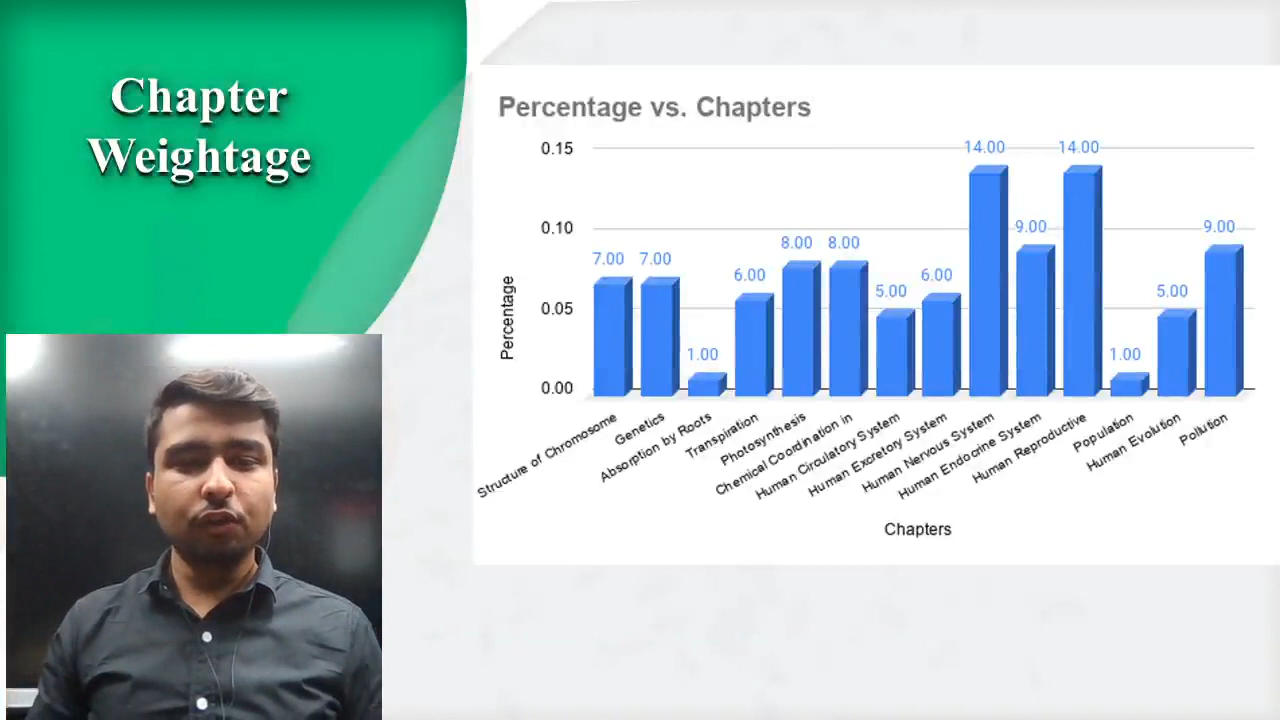 Chapter
Weightage
Percentage vs. Chapters
0.15
0.10
0.05
0.00
Percentage
7.00
7.00
1.00
6.00
8.00
8.00
5.00
6.00
14.00
9.00
14.00
1.00
5.00
9.00
Structure of Chromosome
Genetics
Absorption by Roots
Transpiration
Photosynthesis
Chemical Coordination in
Human Circulatory System
Human Excretory System
Human Nervous System
Human Endocrine System
Human Reproductive
Population
Human Evolution
Pollution
Chapters